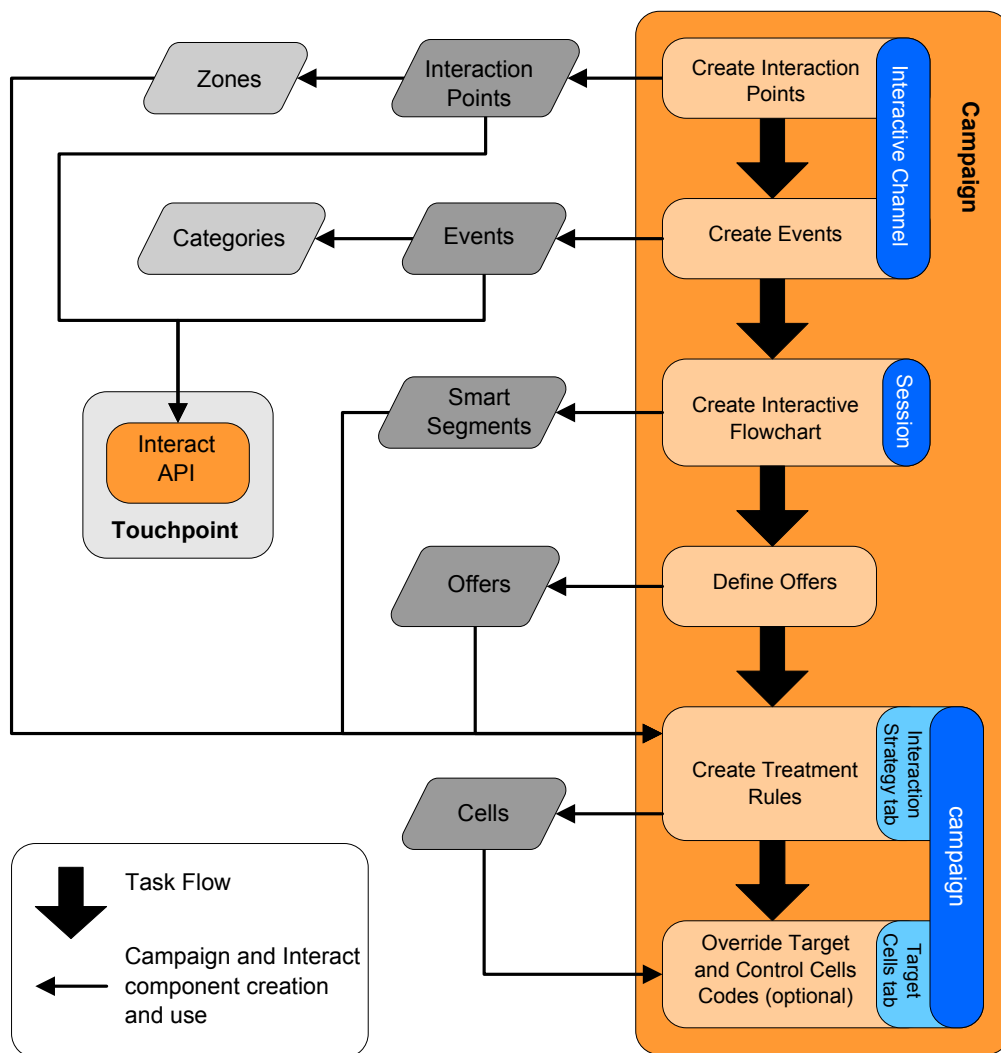 Zones
Interaction
Points
Create Interaction
Points
Interactive Channel
Campaign
Categories
Events
Create Events
Smart
Segments
Create Interactive
Flowchart
Session
Interact
API
Touchpoint
Offers
Define Offers
Create Treatment
Rules
Interaction
Strategy tab
campaign
Cells
Override Target
and Control Cells
Codes (optional)
Target
Cells tab
Task Flow
Campaign and Interact
component creation
and use